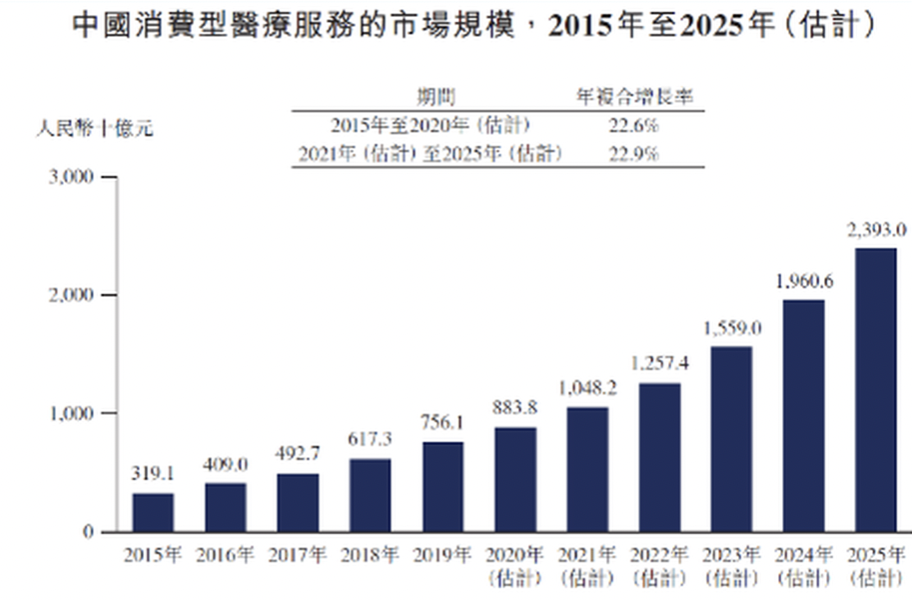 中國消費型醫療服務的市場規模，2015年至2025年（估計）
期間 年複合增長率
人民幣十億元
2015年至2020年（估計） 22.6%
2021年（估計）至2025年（估計） 22.9%
3,000
2,000
1,000
0
319.1 409.0 492.7 617.3 756.1 883.8 1,048.2 1,257.4 1,559.0 1,960.6 2,393.0
2015年 2016年 2017年 2018年 2019年 2020年 2021年 2022年 2023年 2024年 2025年
（估計） （估計） （估計） （估計） （估計） （估計）